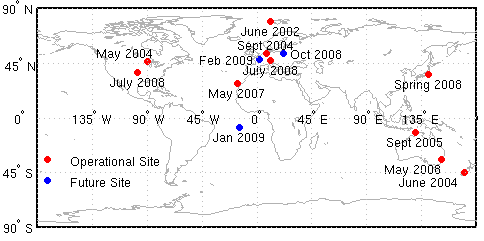 90° N
June 2002
May 2004
Sept 2004
Oct 2008
Feb 2009
45° N
July 2008
July 2008
Spring 2008
May 2007
0°
135° W
90° W
45° W
0°
45° E
90° E
135° E
Jan 2009
Sept 2005
Operational Site
May 2006
45° S
Future Site
June 2004
90° S